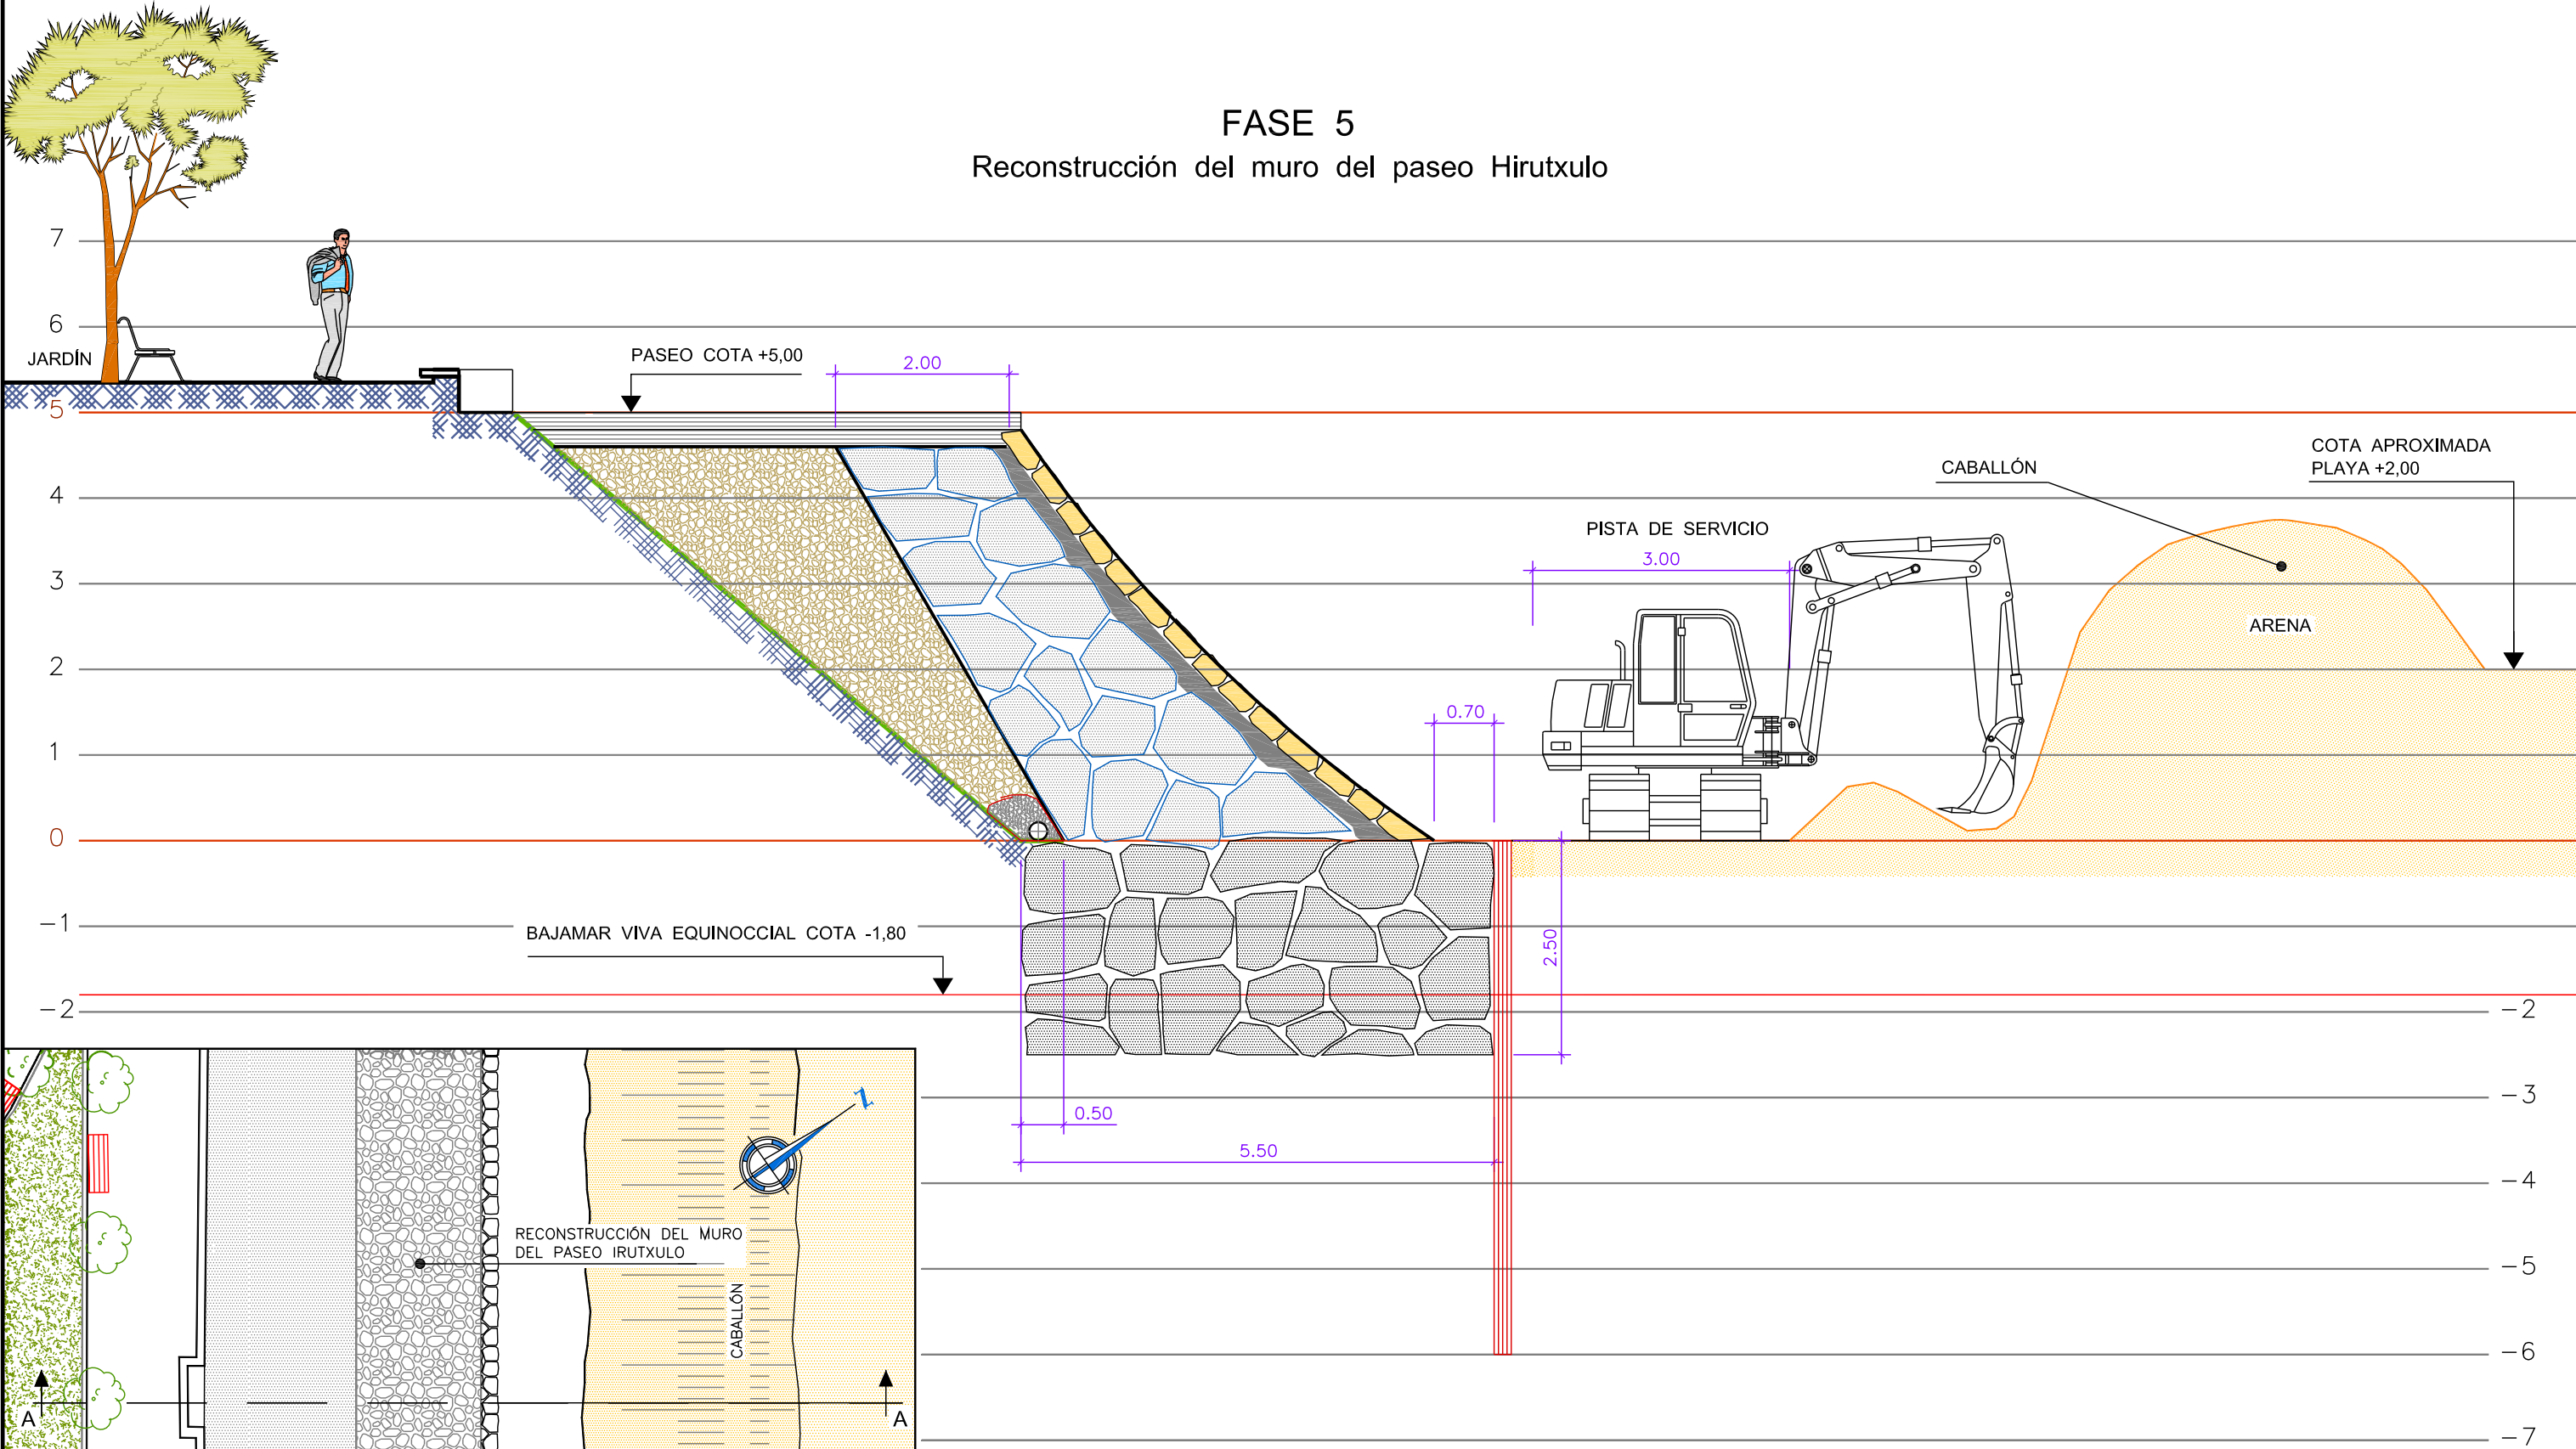 FASE 5
Reconstrucción del muro del paseo Hirutxulo
7
6
JARDÍN
PASEO COTA +5,00
2.00
5
COTA APROXIMADA
PLAYA +2,00
CABALLÓN
4
PISTA DE SERVICIO
3.00
3
ARENA
2
0.70
1
0
-1
BAJAMAR VIVA EQUINOCCIAL COTA -1,80
2.50
-2
-2
-3
0.50
5.50
-4
-5
-6
-7
N
RECONSTRUCCIÓN DEL MURO
DEL PASEO IRUTXULO
CABALLÓN
A
A